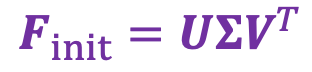 F_init = UΣV^T